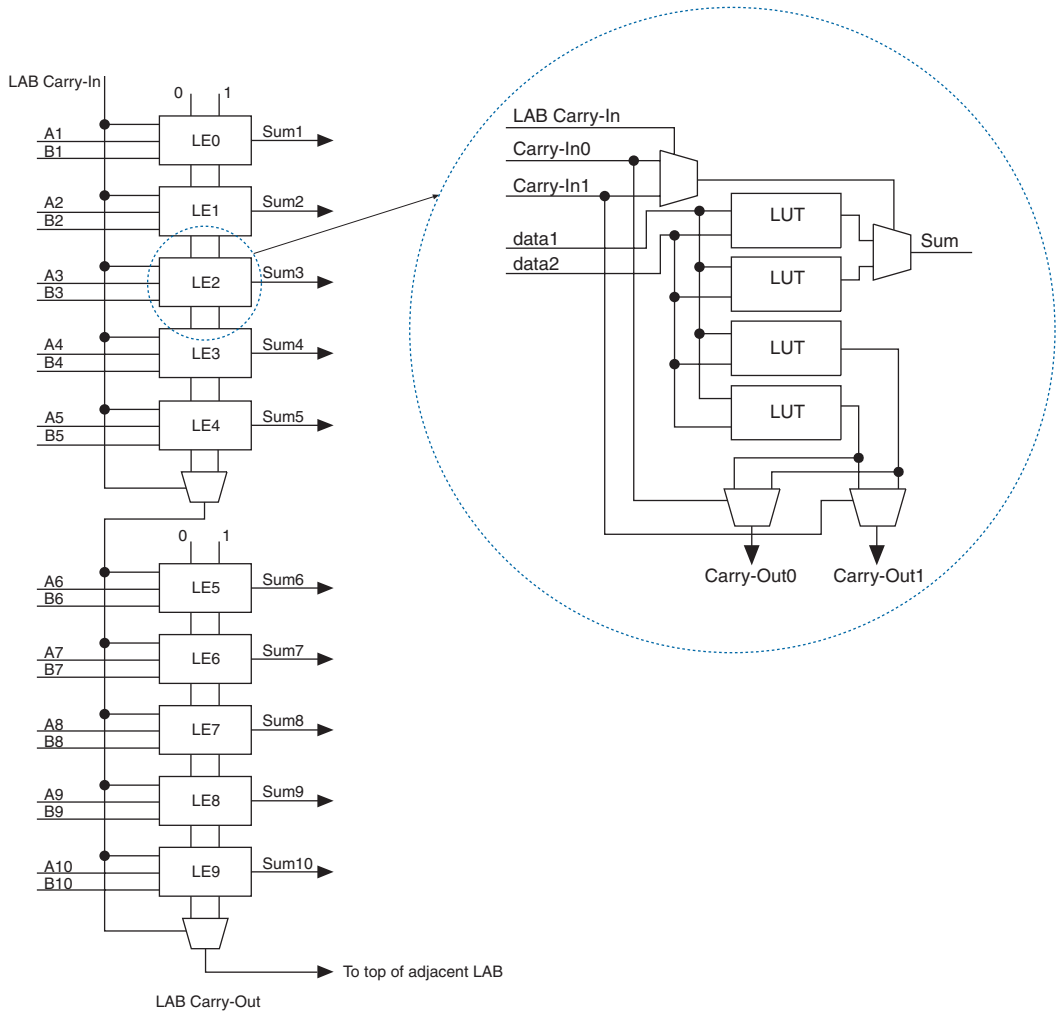 LAB Carry-In
0 1
A1
B1
LE0
Sum1
A2
B2
LE1
Sum2
A3
B3
LE2
Sum3
A4
B4
LE3
Sum4
A5
B5
LE4
Sum5
0 1
A6
B6
LE5
Sum6
A7
B7
LE6
Sum7
A8
B8
LE7
Sum8
A9
B9
LE8
Sum9
A10
B10
LE9
Sum10
To top of adjacent LAB
LAB Carry-Out
LAB Carry-In
Carry-In0
Carry-In1
data1
data2
LUT
LUT
LUT
LUT
Sum
Carry-Out0
Carry-Out1